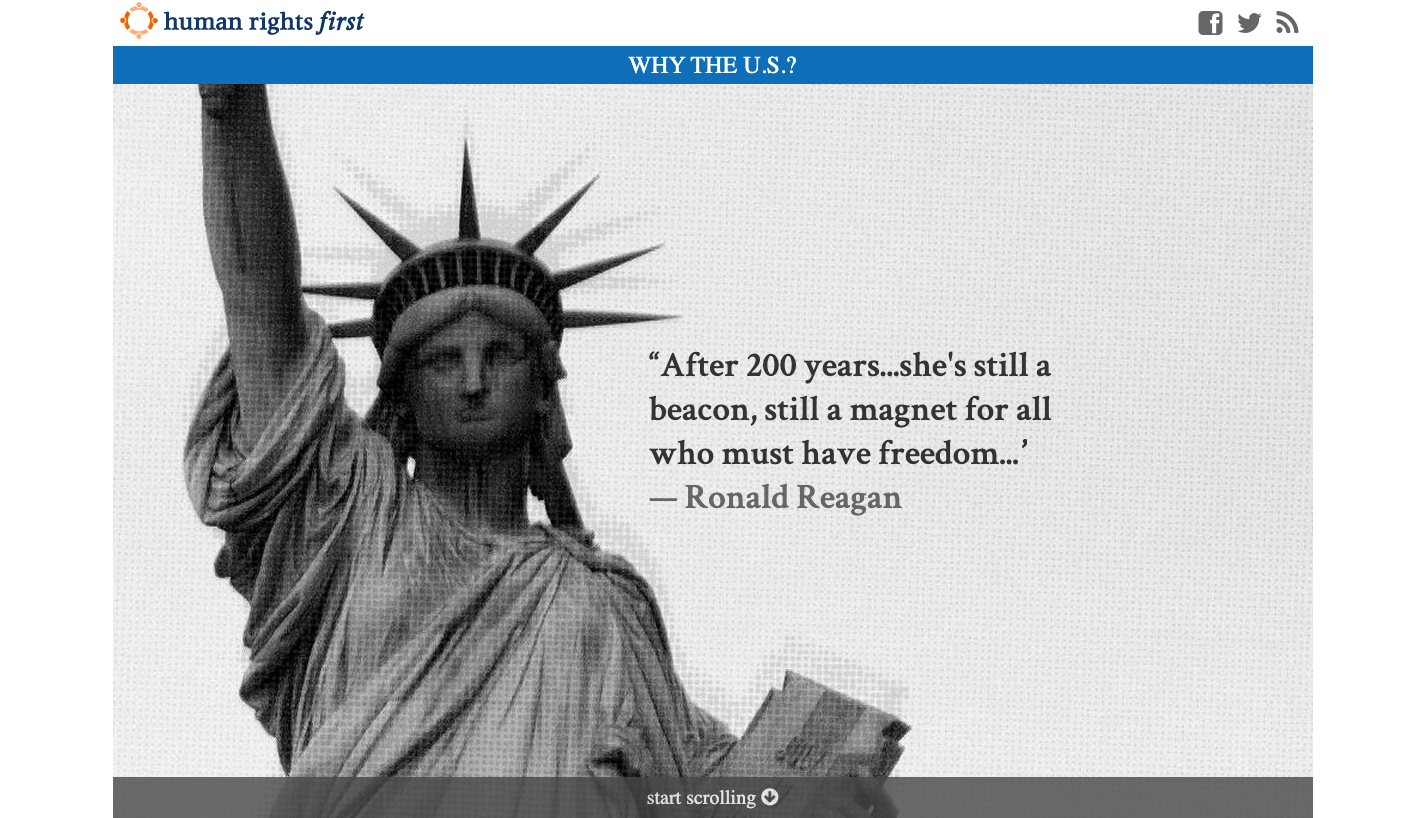 human rights first
WHY THE U.S.?
“After 200 years...she's still a
beacon, still a magnet for all
who must have freedom...’
— Ronald Reagan
start scrolling